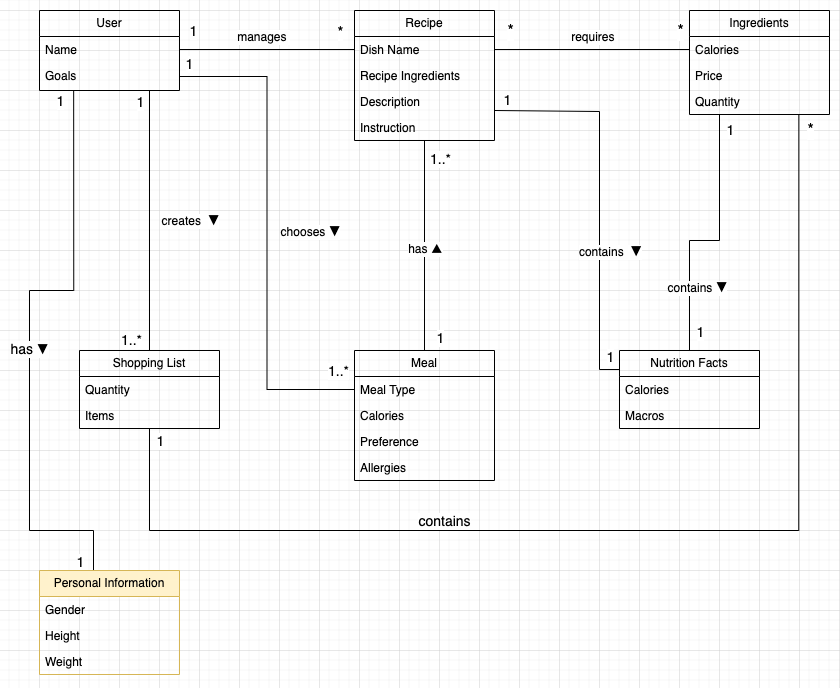 User
Name
Goals
1
manages
*
Recipe
Dish Name
Recipe Ingredients
Description
Instruction
*
requires
*
Ingredients
Calories
Price
Quantity
1
1
1
1
1
*
1..*
creates ▼
chooses ▼
has ▲
contains ▼
contains ▼
has ▼
1..*
1
1
1
1..*
Shopping List
Quantity
Items
Meal
Meal Type
Calories
Preference
Allergies
Nutrition Facts
Calories
Macros
1
contains
1
Personal Information
Gender
Height
Weight